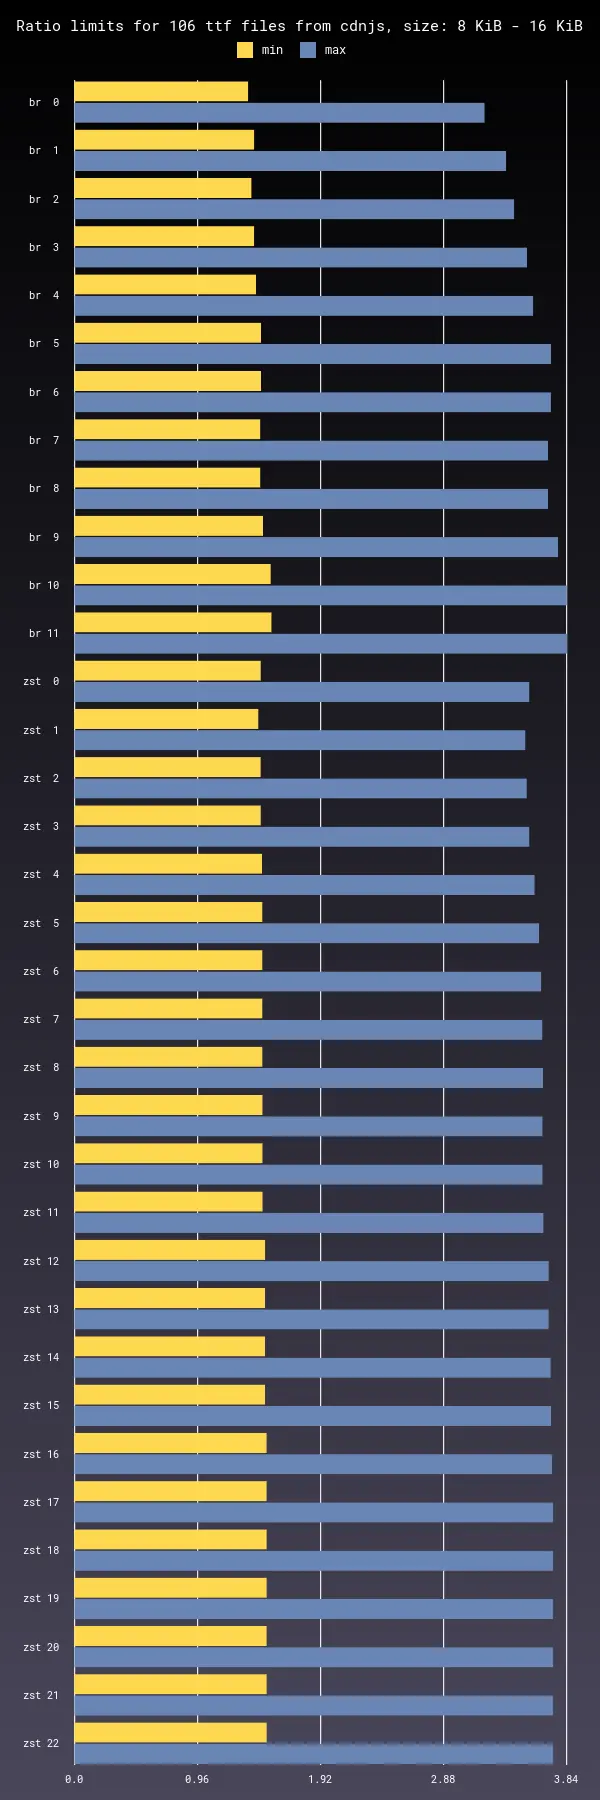 Ratio limits for 106 ttf files from cdnjs, size: 8 KiB - 16 KiB
min max
br 0
br 1
br 2
br 3
br 4
br 5
br 6
br 7
br 8
br 9
br 10
br 11
zst 0
zst 1
zst 2
zst 3
zst 4
zst 5
zst 6
zst 7
zst 8
zst 9
zst 10
zst 11
zst 12
zst 13
zst 14
zst 15
zst 16
zst 17
zst 18
zst 19
zst 20
zst 21
zst 22
0.0 0.96 1.92 2.88 3.84